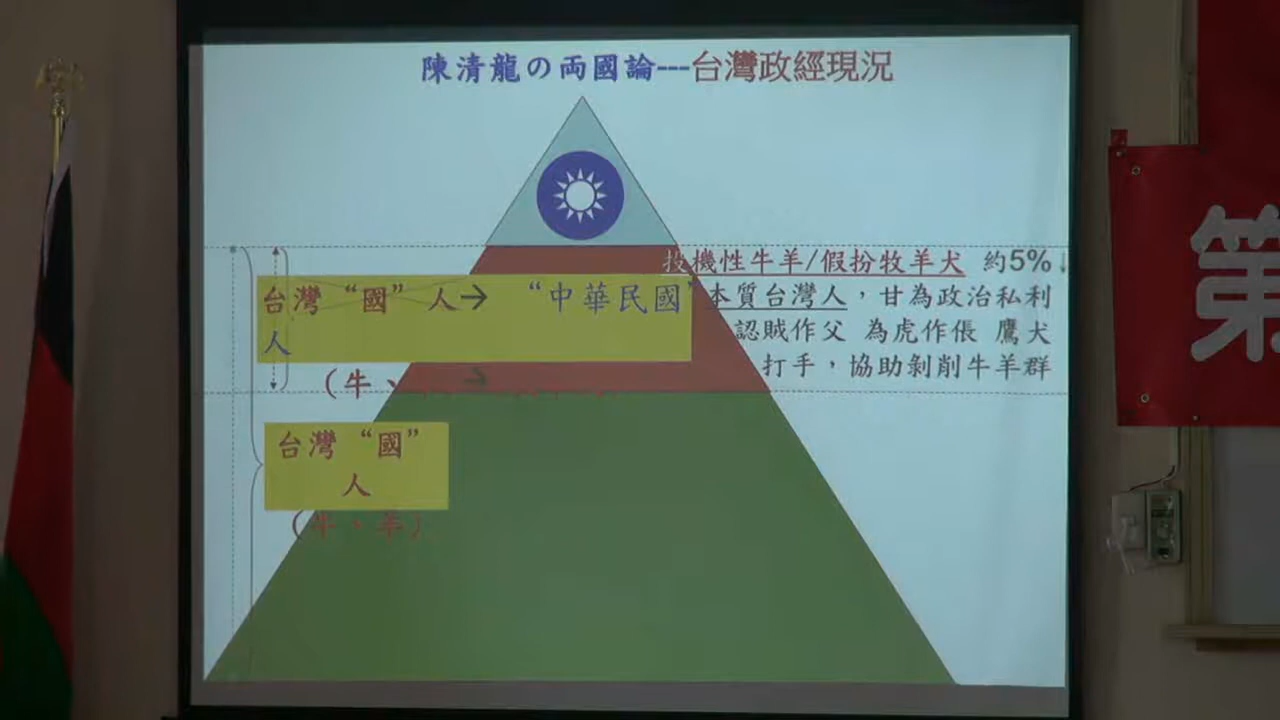 陳清龍の両國論---台灣政經現況
投機性牛羊/假扮牧羊犬 約5%↓
台灣“國”人→ “中華民國”
人
本質台灣人，甘為政治私利
認賊作父 為虎作倀 鷹犬
打手，協助剝削牛羊群
(牛、
台灣“國”
人
(牛、羊)
第